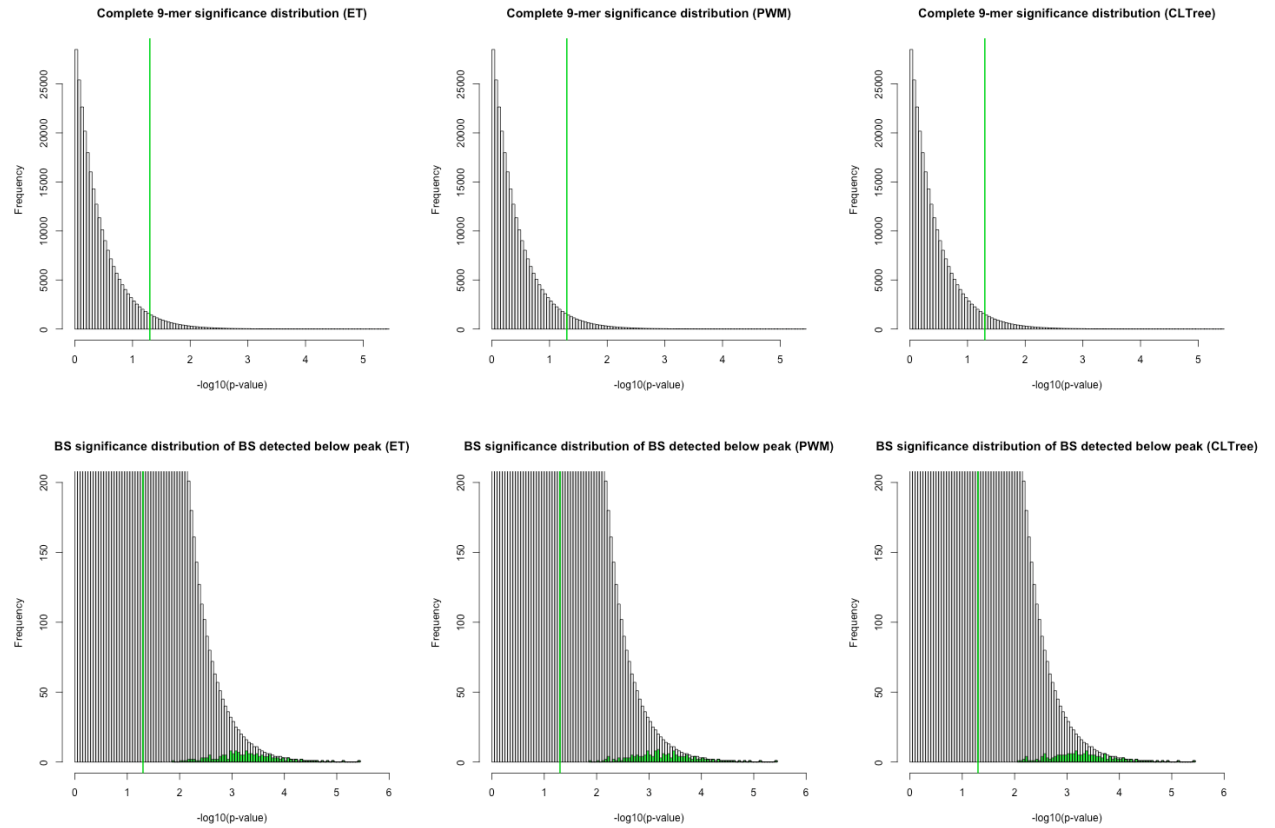 Complete 9-mer significance distribution (ET)
Frequency
0
5000
10000
15000
20000
25000
0 1 2 3 4 5
-log10(p-value)
Complete 9-mer significance distribution (PWM)
Frequency
0
5000
10000
15000
20000
25000
0 1 2 3 4 5
-log10(p-value)
Complete 9-mer significance distribution (CLTree)
Frequency
0
5000
10000
15000
20000
25000
0 1 2 3 4 5
-log10(p-value)
BS significance distribution of BS detected below peak (ET)
Frequency
0
50
100
150
200
0 1 2 3 4 5 6
-log10(p-value)
BS significance distribution of BS detected below peak (PWM)
Frequency
0
50
100
150
200
0 1 2 3 4 5 6
-log10(p-value)
BS significance distribution of BS detected below peak (CLTree)
Frequency
0
50
100
150
200
0 1 2 3 4 5 6
-log10(p-value)